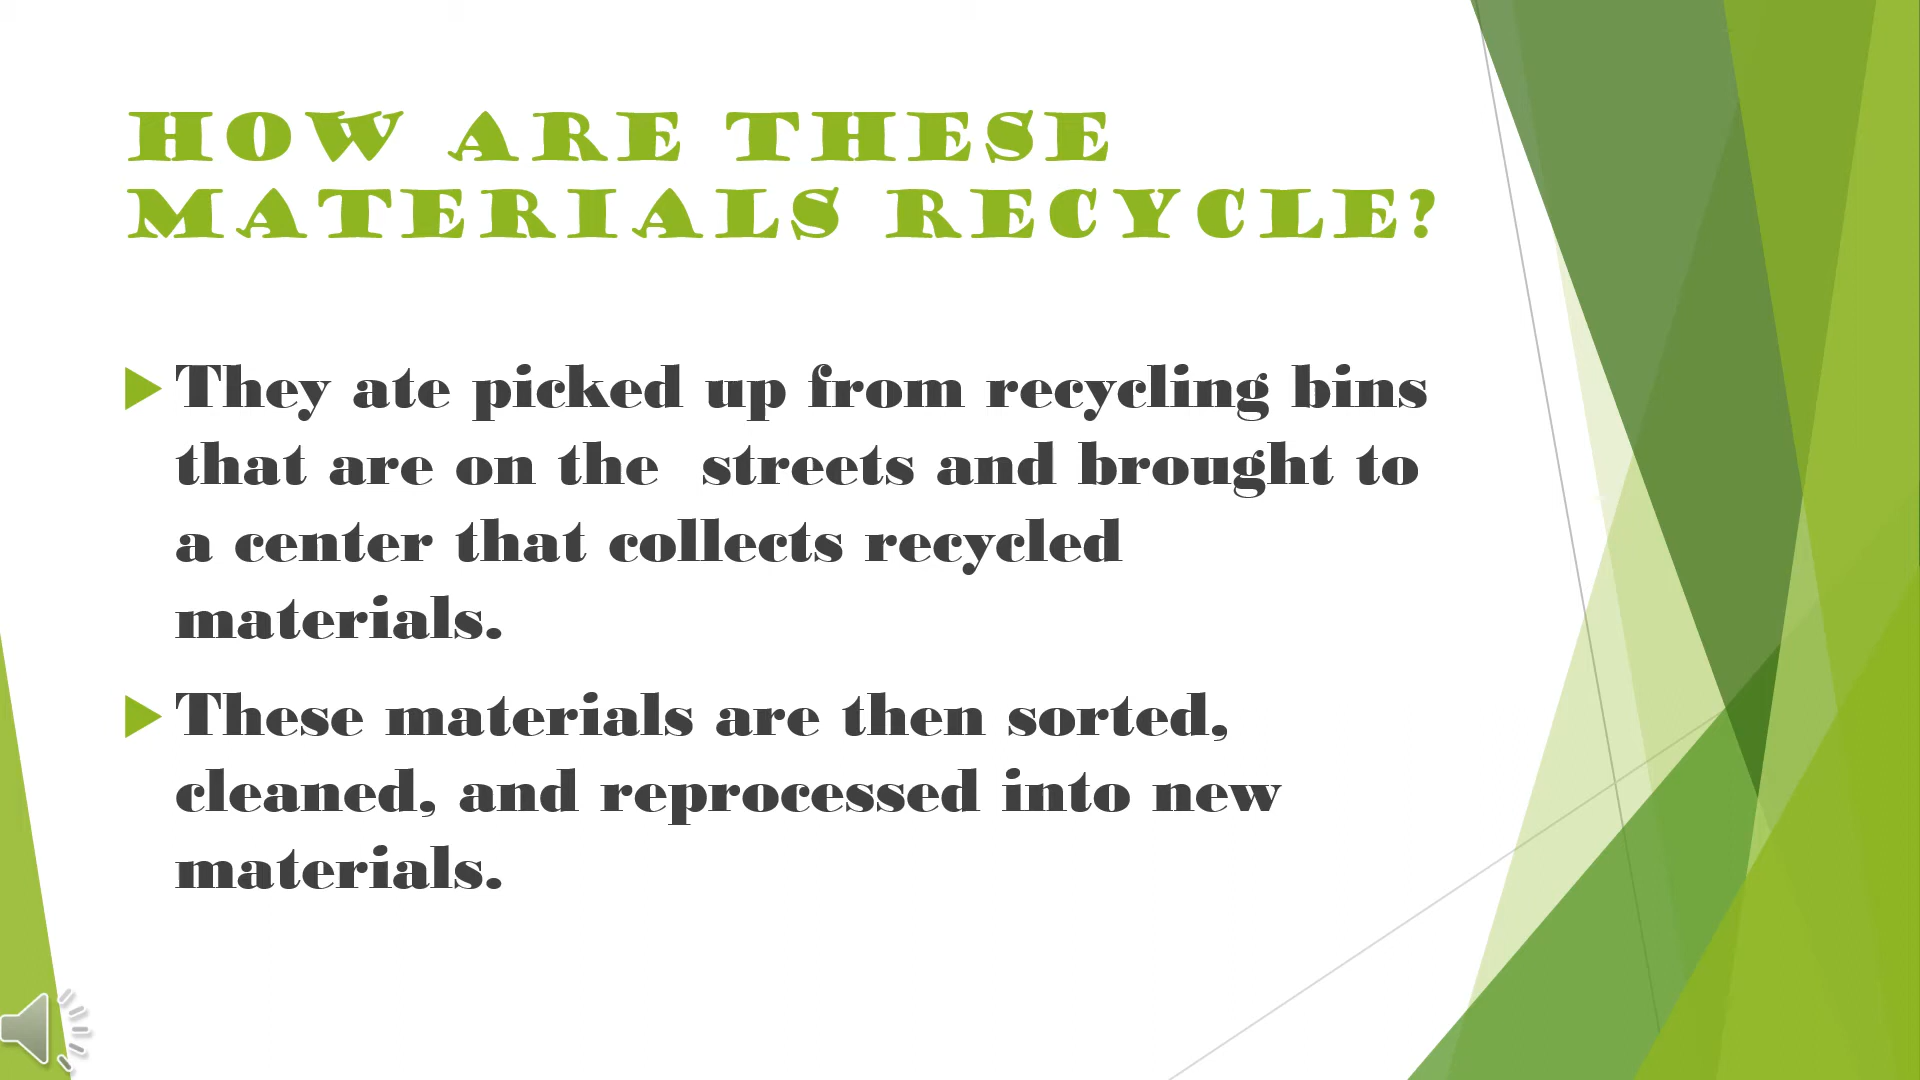 HOW ARE THESE
MATERIALS RECYCLE?
They ate picked up from recycling bins
that are on the  streets and brought to
a center that collects recycled
materials.
These materials are then sorted,
cleaned, and reprocessed into new
materials.